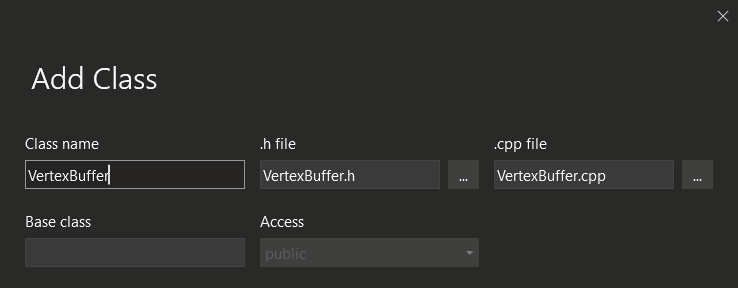 Add Class
Class name .h file .cpp file
VertexBuffer VertexBuffer.h ... VertexBuffer.cpp ...
Base class Access
public